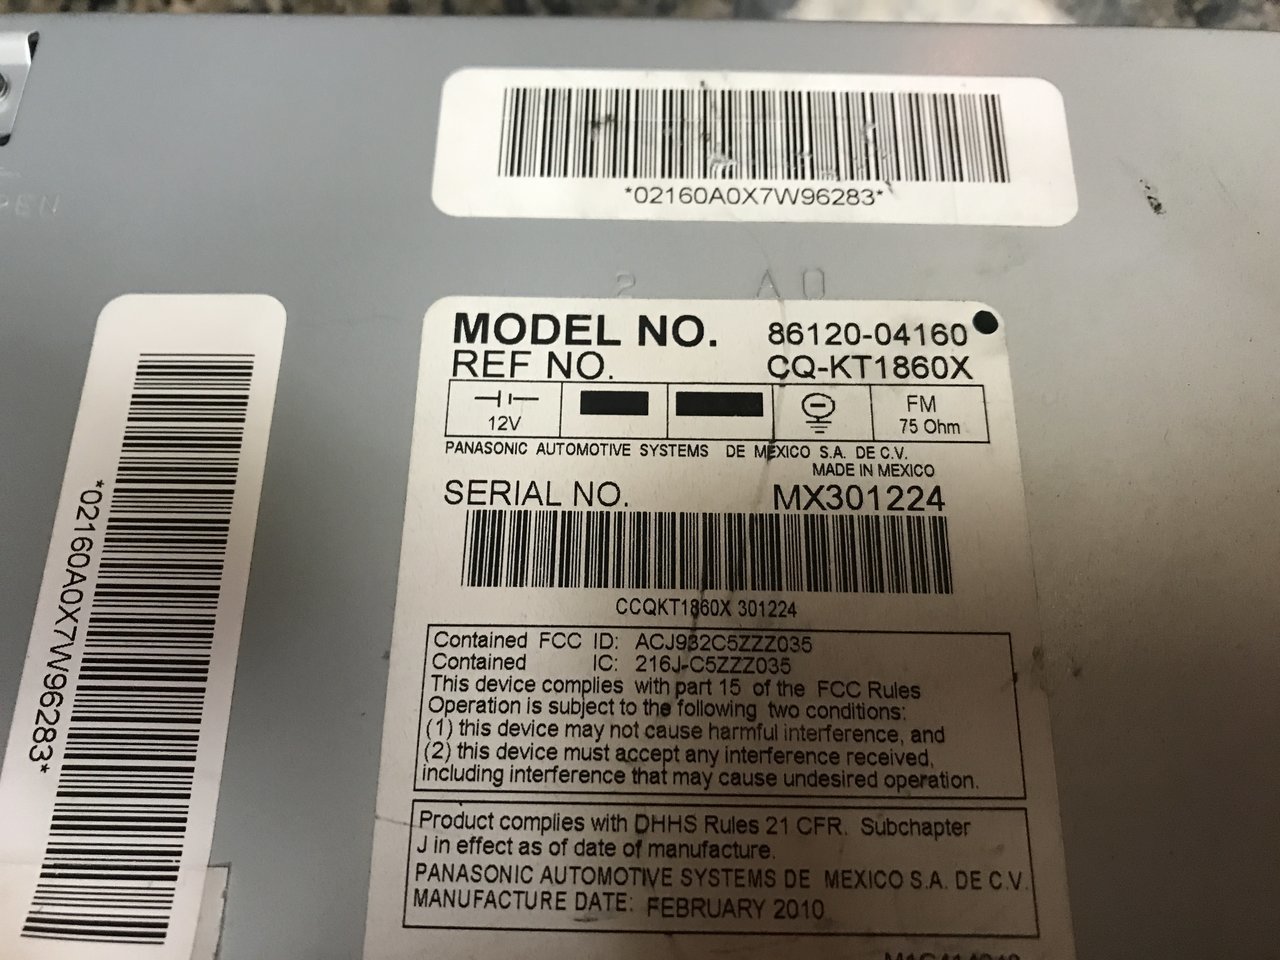 *02160A0X7W96283*
2 A0
MODEL NO. 86120-04160
REF NO. CQ-KT1860X
12V
FM
75 Ohm
PANASONIC AUTOMOTIVE SYSTEMS DE MEXICO S.A. DE C.V.
MADE IN MEXICO
SERIAL NO. MX301224
CCQKT1860X 301224
Contained FCC ID: ACJ932C5ZZZ035
Contained IC: 216J-C5ZZZ035
This device complies with part 15 of the FCC Rules
Operation is subject to the following two conditions:
(1) this device may not cause harmful interference, and
(2) this device must accept any interference received,
including interference that may cause undesired operation.
Product complies with DHHS Rules 21 CFR. Subchapter
J in effect as of date of manufacture.
PANASONIC AUTOMOTIVE SYSTEMS DE MEXICO S.A. DE C.V.
MANUFACTURE DATE: FEBRUARY 2010
*02160A0X7W96283*